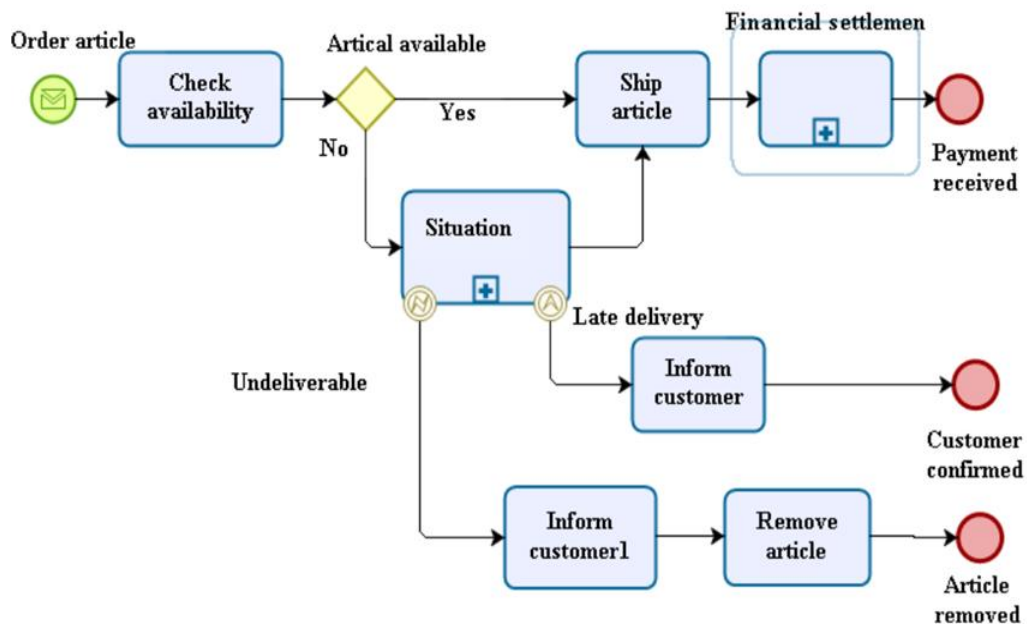 Order article
Artical available
Financial settlemen
Check
availability
Ship
article
Yes
No
Payment
received
Situation
Late delivery
Undeliverable
Inform
customer
Customer
confirmed
Inform
customer1
Remove
article
Article
removed